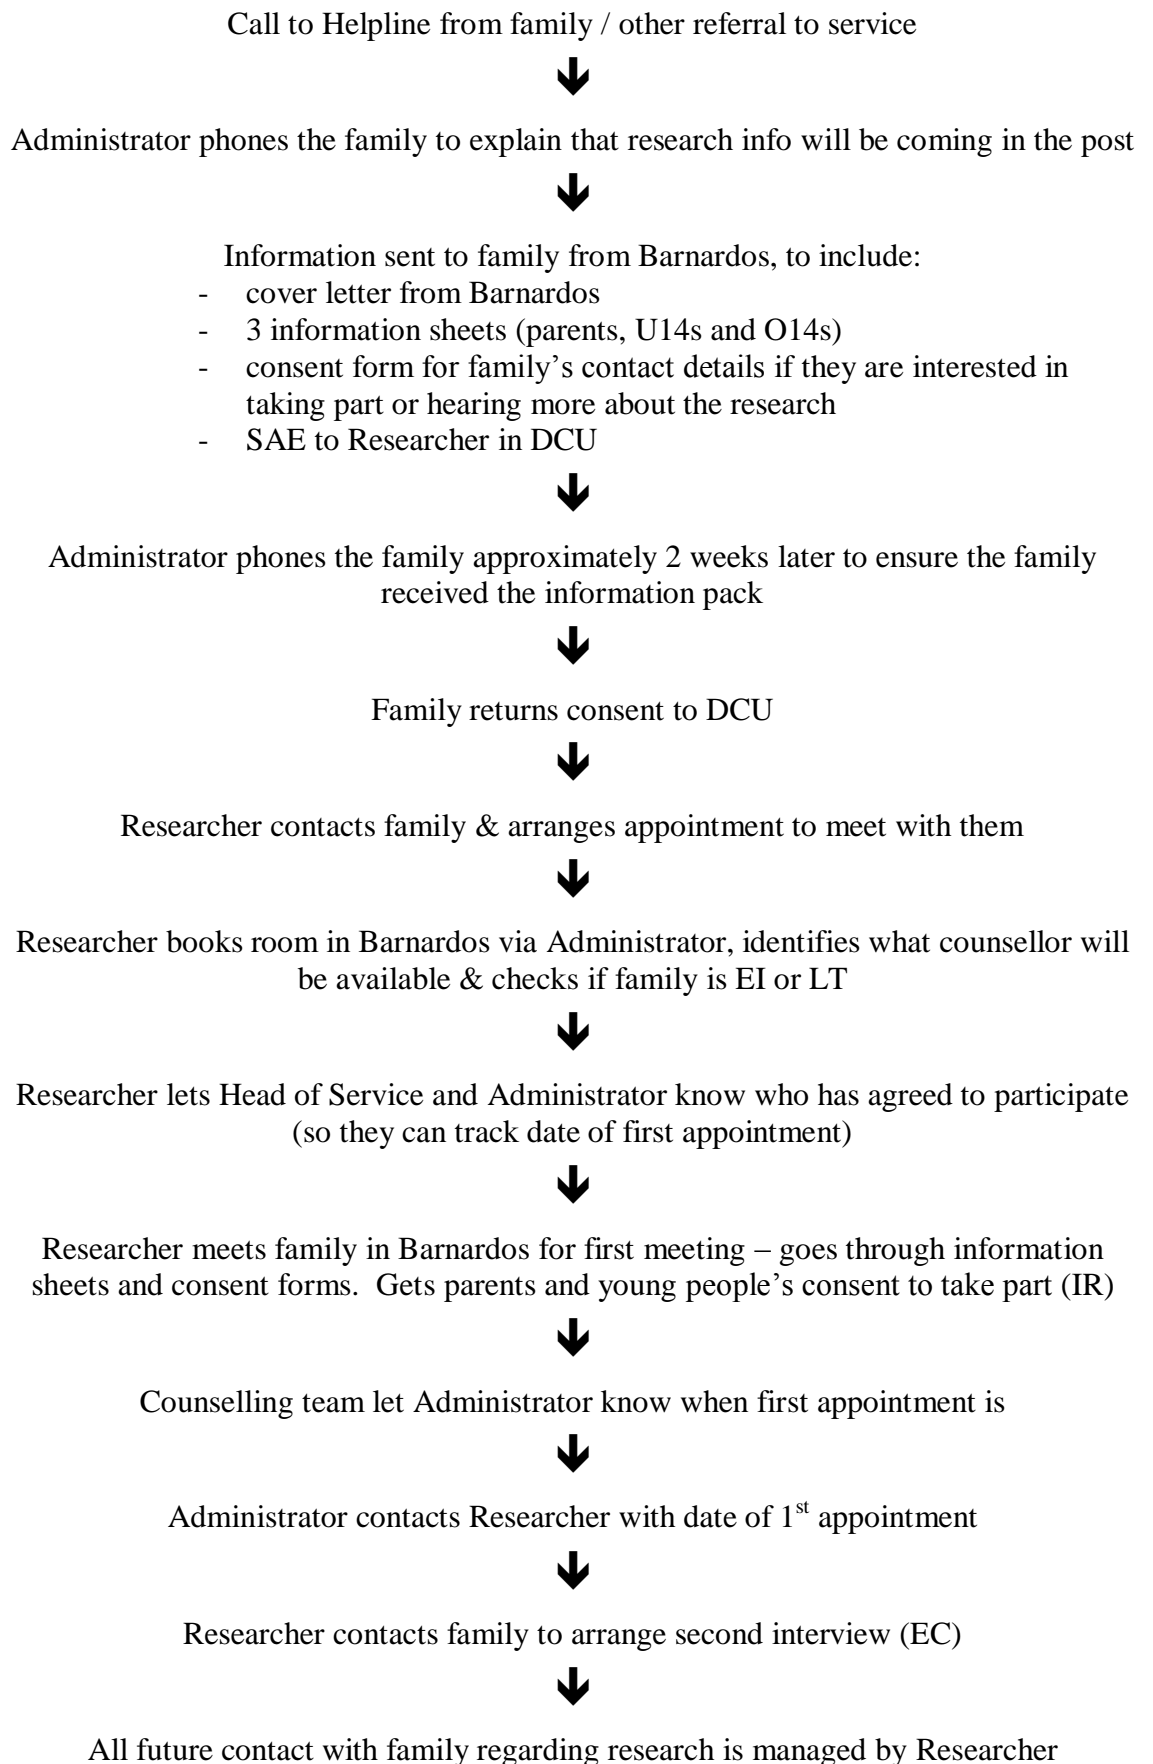 Call to Helpline from family / other referral to service
Administrator phones the family to explain that research info will be coming in the post
Information sent to family from Barnardos, to include:
- cover letter from Barnardos
- 3 information sheets (parents, U14s and O14s)
- consent form for family’s contact details if they are interested in
taking part or hearing more about the research
- SAE to Researcher in DCU
Administrator phones the family approximately 2 weeks later to ensure the family
received the information pack
Family returns consent to DCU
Researcher contacts family & arranges appointment to meet with them
Researcher books room in Barnardos via Administrator, identifies what counsellor will
be available & checks if family is EI or LT
Researcher lets Head of Service and Administrator know who has agreed to participate
(so they can track date of first appointment)
Researcher meets family in Barnardos for first meeting – goes through information
sheets and consent forms.  Gets parents and young people’s consent to take part (IR)
Counselling team let Administrator know when first appointment is
Administrator contacts Researcher with date of 1st appointment
Researcher contacts family to arrange second interview (EC)
All future contact with family regarding research is managed by Researcher